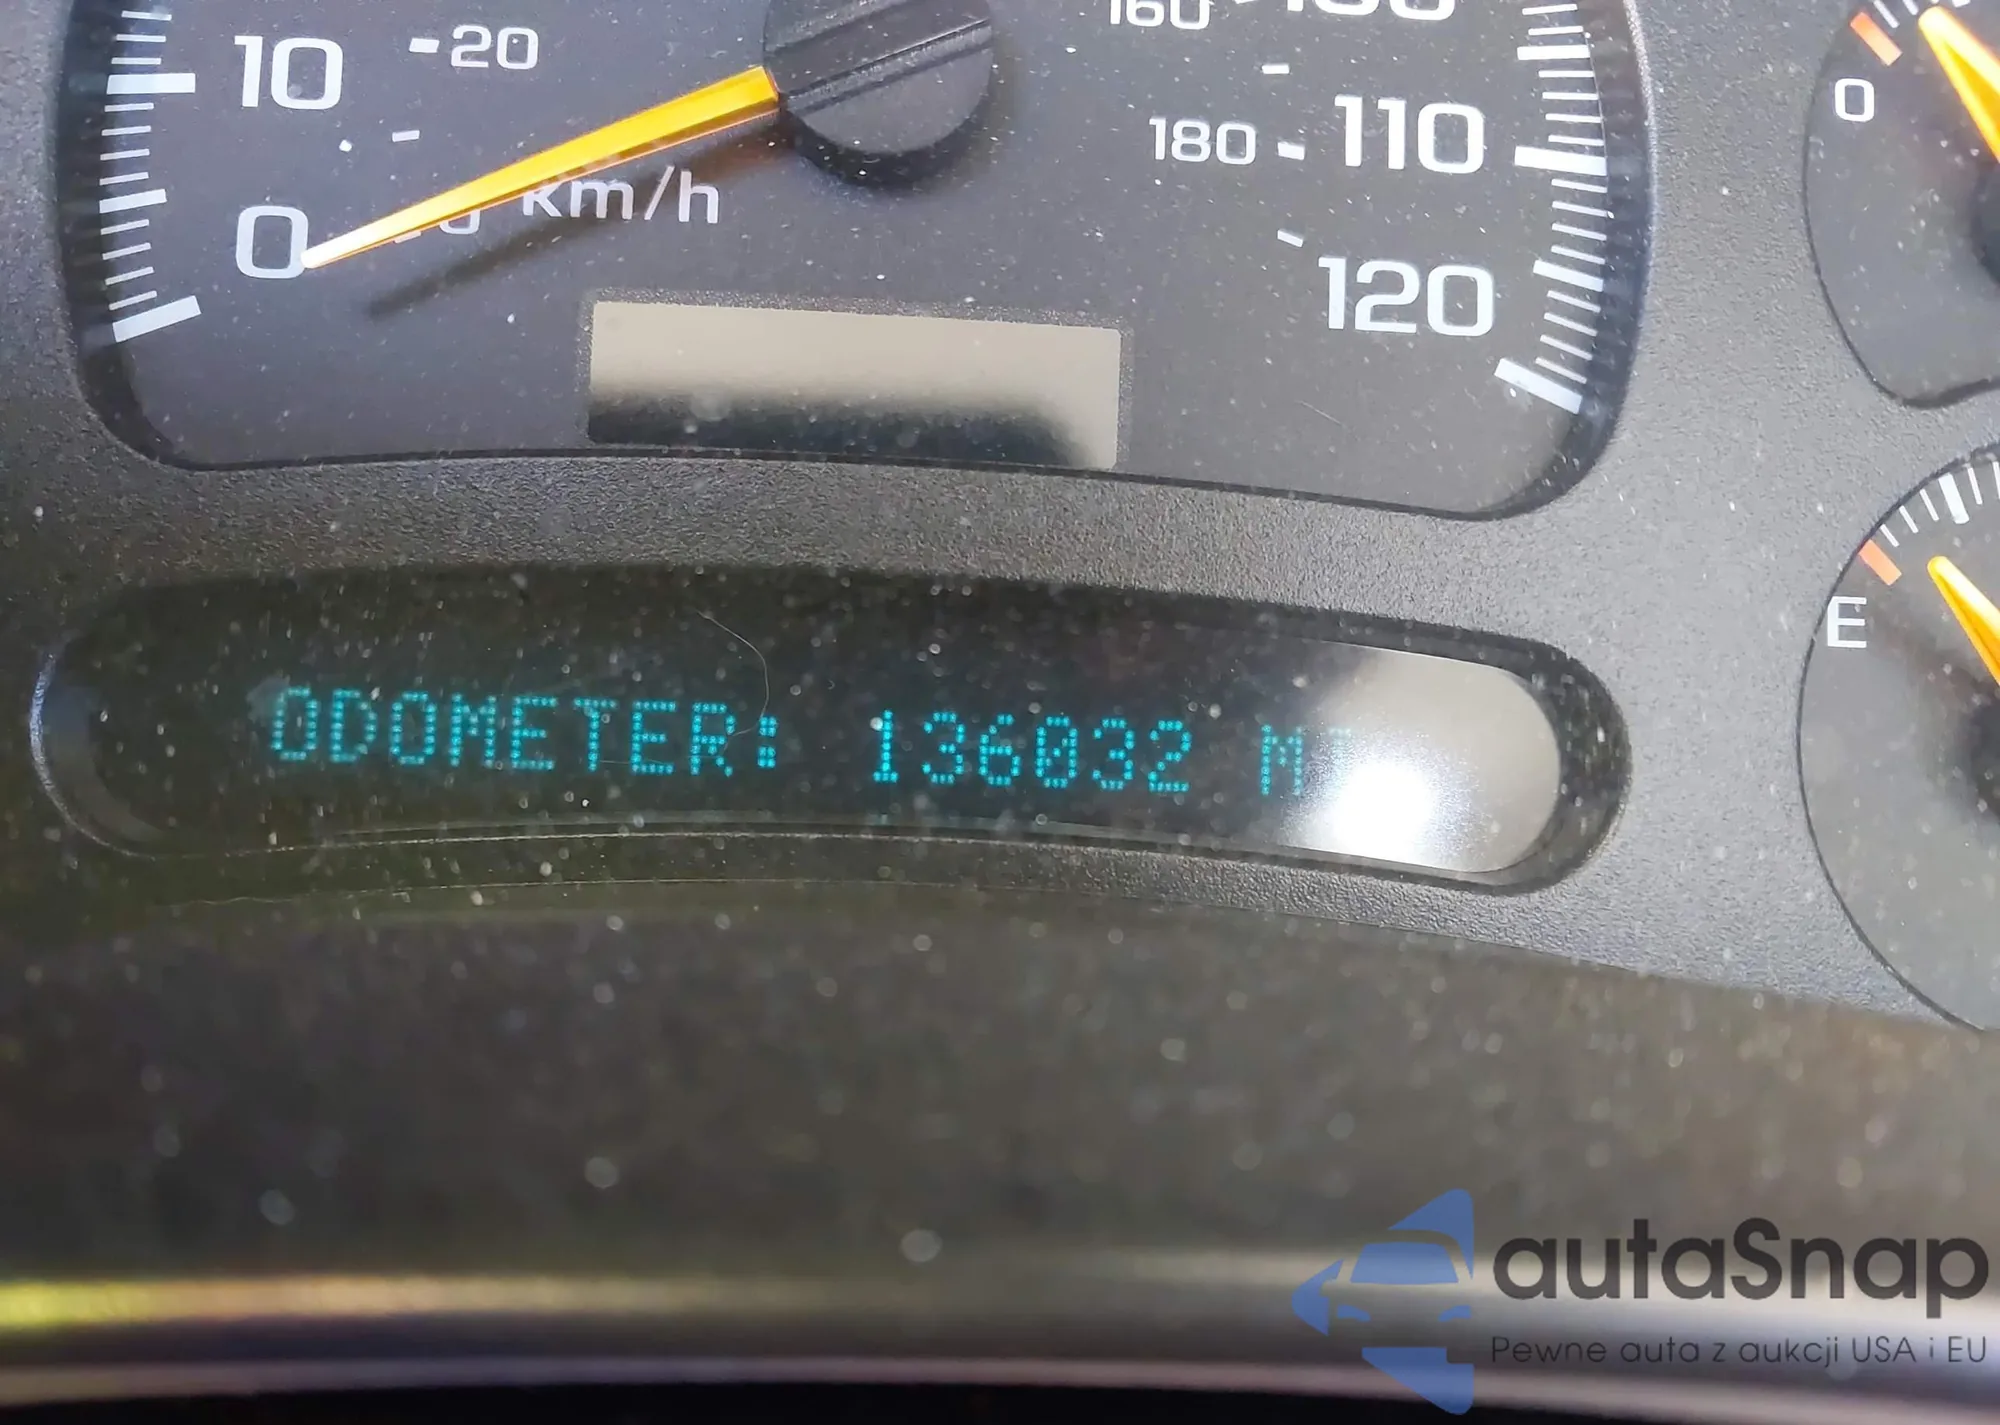 160
10
20
110
0
180
0
km/h
120
E
ODOMETER: 136032 M
autaSnap
Pewne auta z aukcji USA i EU